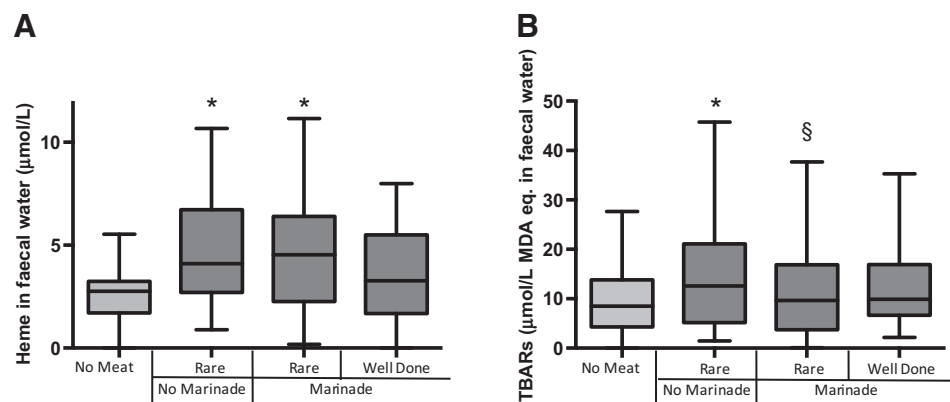 A
Heme in faecal water (μmol/L)
10
5
0
*
*
No Meat
Rare
Rare
Well Done
No Marinade
Marinade
B
TBARs (μmol/L MDA eq. in faecal water)
50
40
30
20
10
0
*
§
No Meat
Rare
Rare
Well Done
No Marinade
Marinade